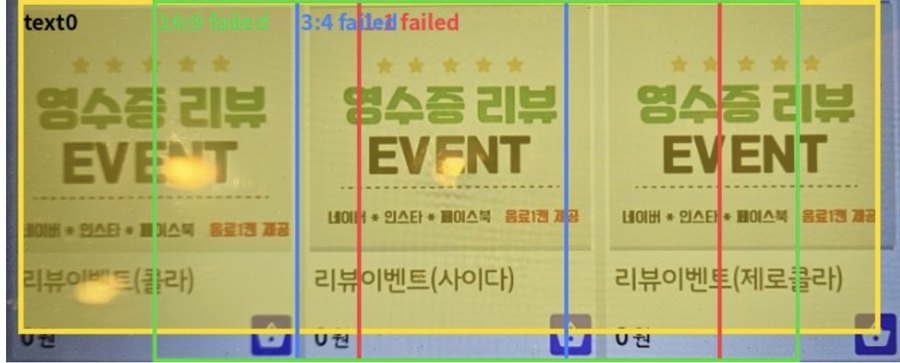 text0 16:9 failed 3:4 failed 1:1 failed
영수증 리뷰
EVENT
네이버 * 인스타 * 페이스북 음료1캔 제공
리뷰이벤트(콜라)
0원
영수증 리뷰
EVENT
네이버 * 인스타 * 페이스북 음료1캔 제공
리뷰이벤트(사이다)
0원
영수증 리뷰
EVENT
네이버 * 인스타 * 페이스북 음료1캔 제공
리뷰이벤트(제로콜라)
0원